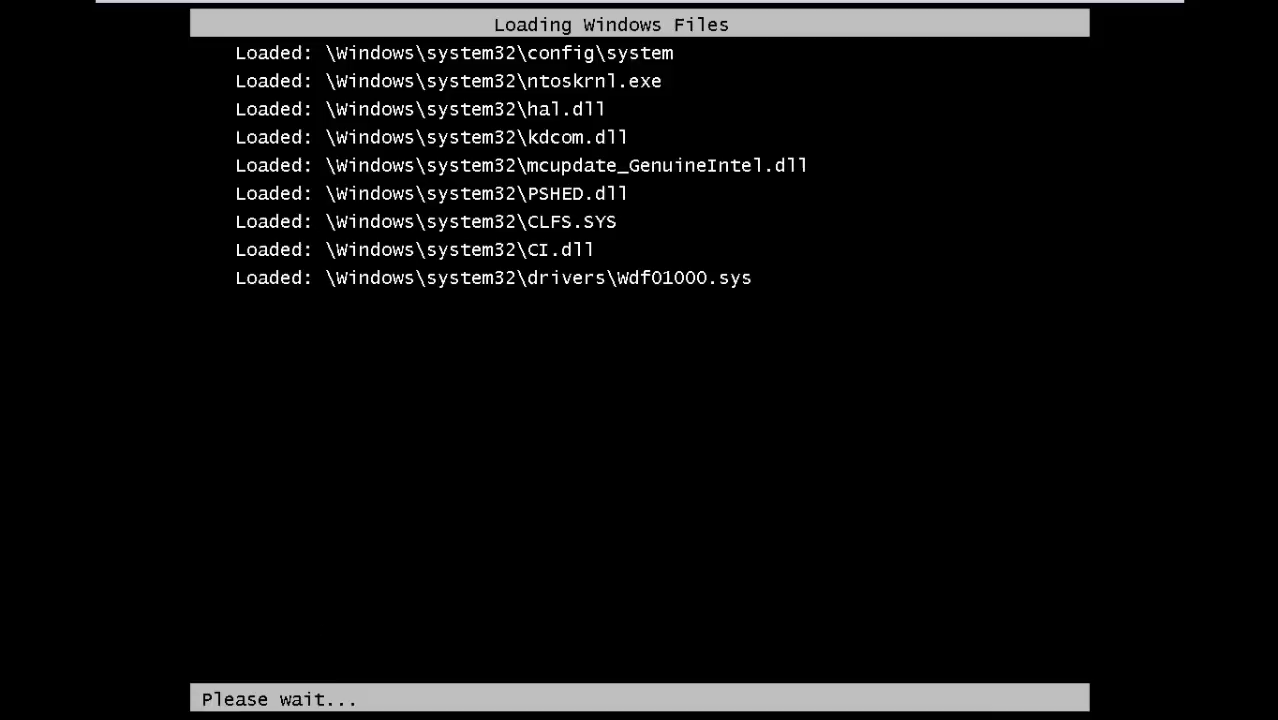 Loading Windows Files
Loaded: \Windows\system32\config\system
Loaded: \Windows\system32\ntoskrnl.exe
Loaded: \Windows\system32\hal.dll
Loaded: \Windows\system32\kdcom.dll
Loaded: \Windows\system32\mcupdate_GenuineIntel.dll
Loaded: \Windows\system32\PSHED.dll
Loaded: \Windows\system32\CLFS.SYS
Loaded: \Windows\system32\CI.dll
Loaded: \Windows\system32\drivers\Wdf01000.sys
Please wait...